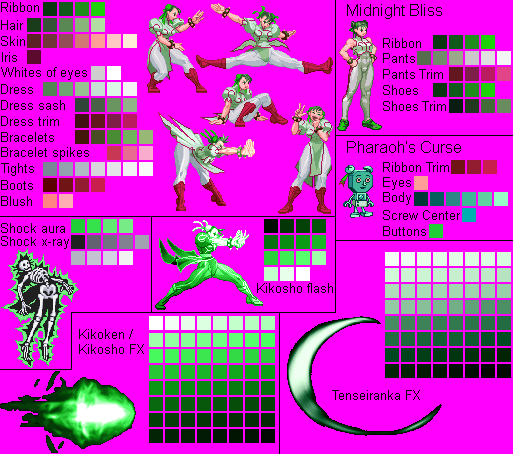 Ribbon
Hair
Skin
Iris
Whites of eyes
Dress
Dress sash
Dress trim
Bracelets
Bracelet spikes
Tights
Boots
Blush
Midnight Bliss
Ribbon
Pants
Pants Trim
Shoes
Shoes Trim
Pharaoh's Curse
Ribbon Trim
Eyes
Body
Screw Center
Buttons
Shock aura
Shock x-ray
Kikosho flash
Kikoken /
Kikosho FX
Tenseiranka FX